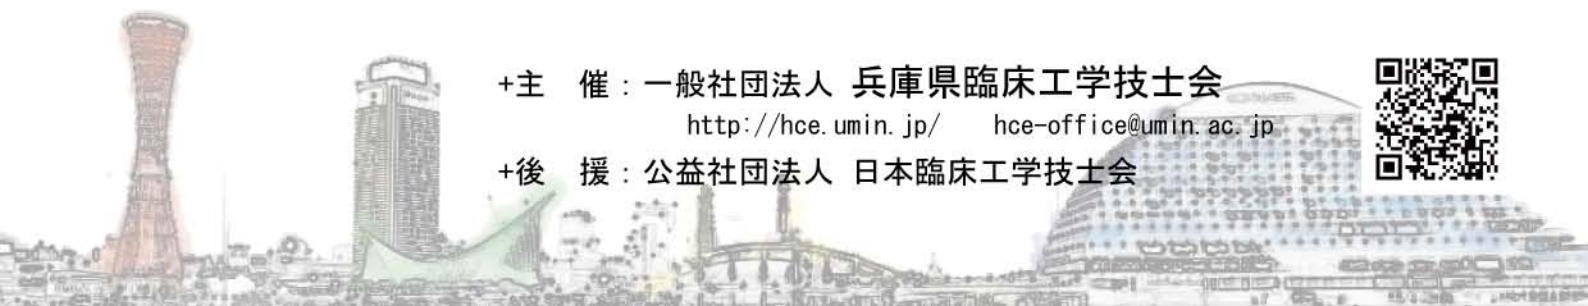 +主　催：一般社団法人 兵庫県臨床工学技士会
http://hce.umin.jp/　hce-office@umin.ac.jp
+後　援：公益社団法人 日本臨床工学技士会